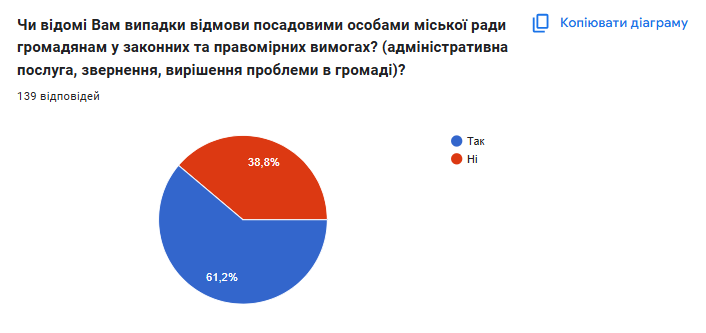 Чи відомі Вам випадки відмови посадовими особами міської ради
громадянам у законних та правомірних вимогах? (адміністративна
послуга, звернення, вирішення проблеми в громаді)?
Копіювати діаграму
139 відповідей
Так
Ні
38,8%
61,2%